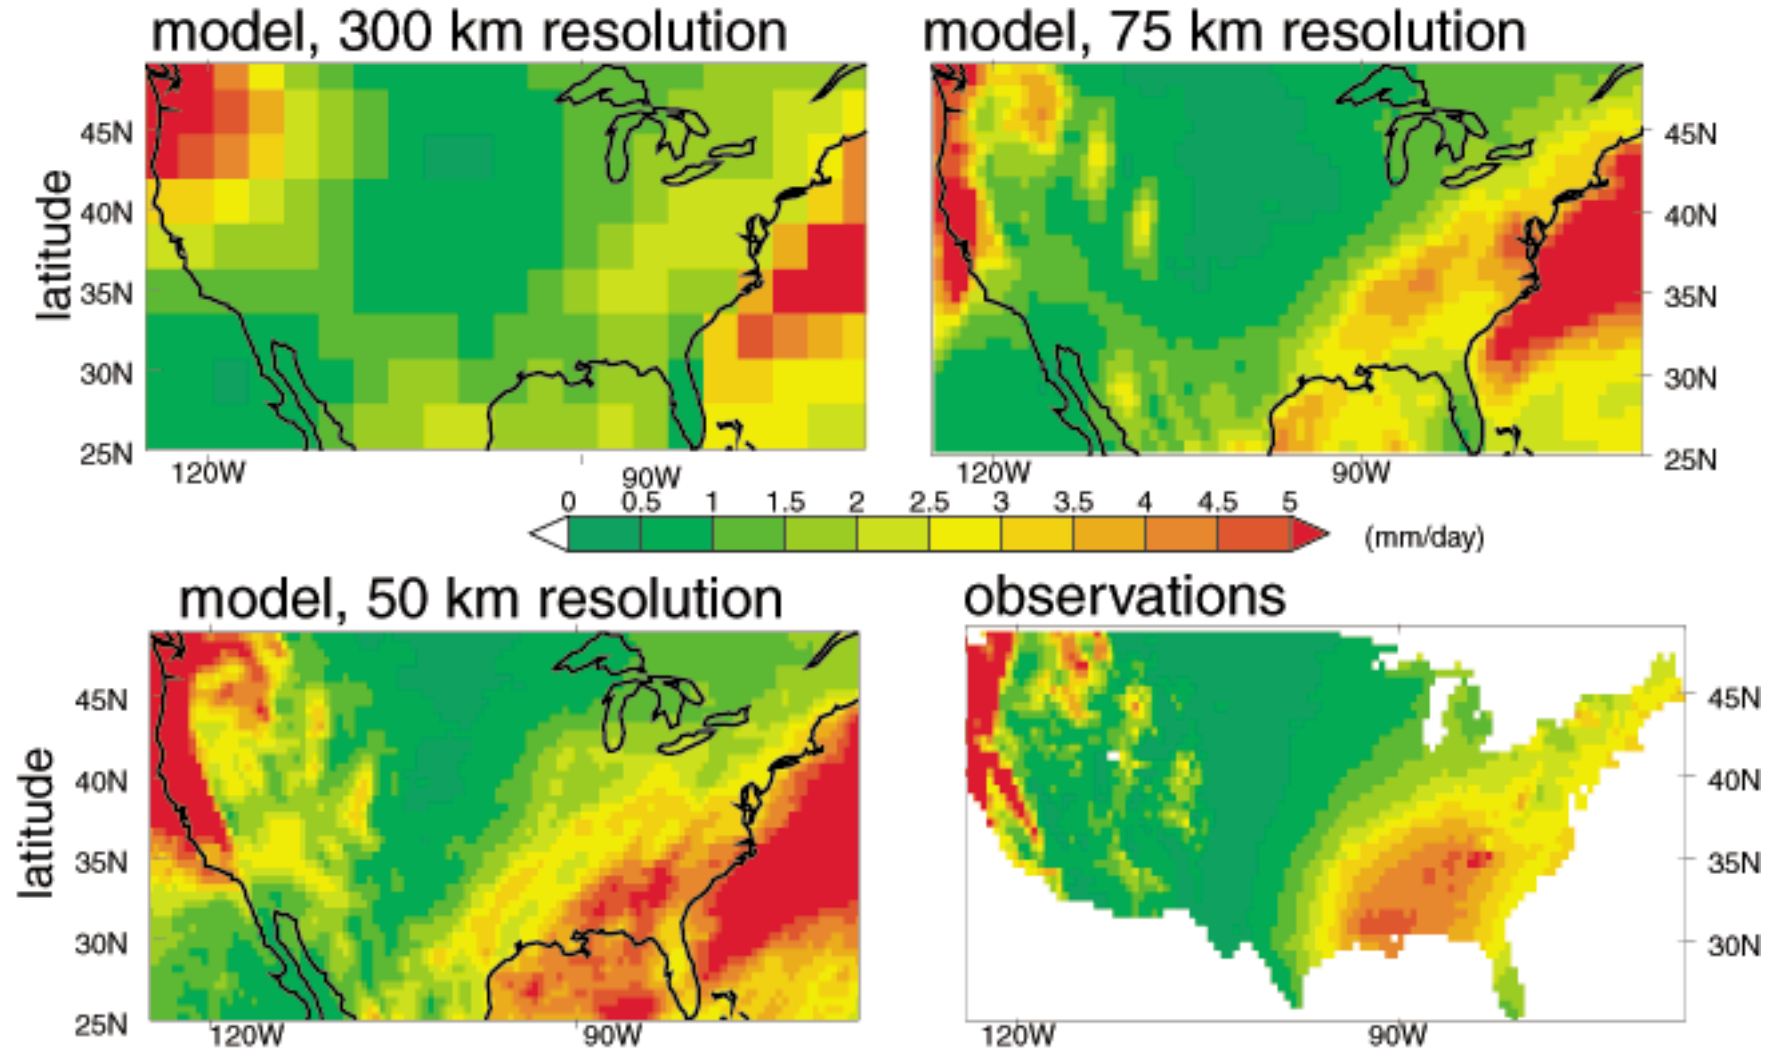 model, 300 km resolution
model, 75 km resolution
latitude
45N
40N
35N
30N
25N
120W
90W
45N
40N
35N
30N
25N
120W
90W
0 0.5 1 1.5 2 2.5 3 3.5 4 4.5 5
(mm/day)
model, 50 km resolution
observations
latitude
45N
40N
35N
30N
25N
120W
90W
45N
40N
35N
30N
120W
90W